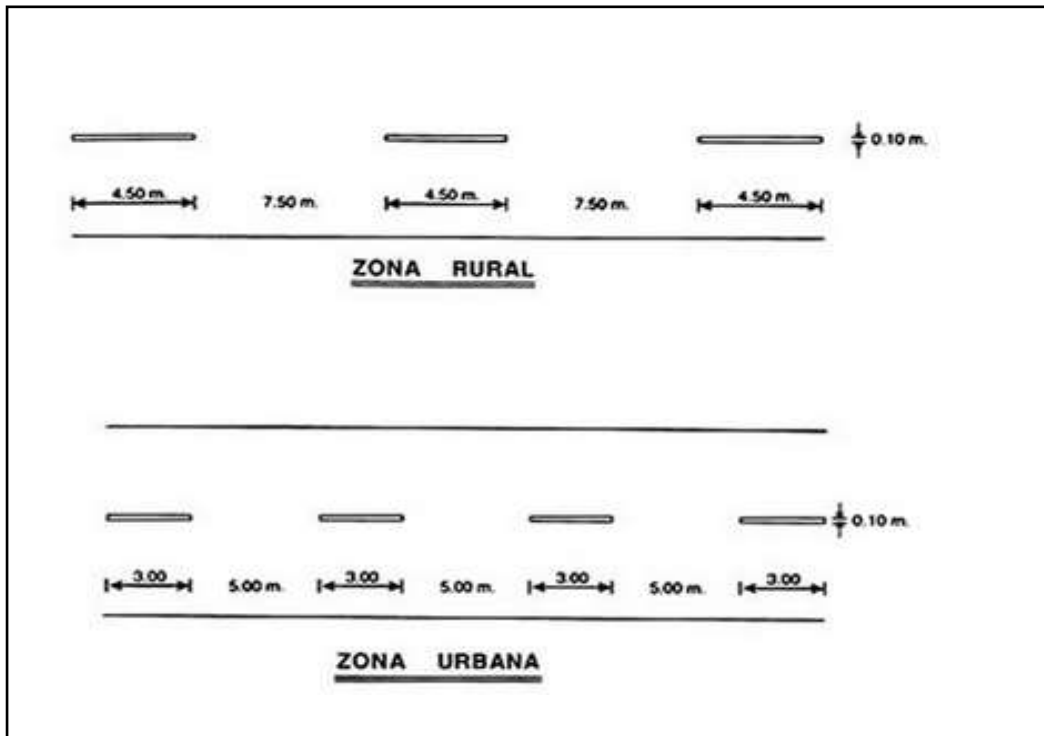 0.10 m.
4.50 m. 7.50 m. 4.50 m. 7.50 m. 4.50 m.
ZONA RURAL
0.10 m.
3.00 5.00 m. 3.00 5.00 m. 3.00 5.00 m. 3.00
ZONA URBANA